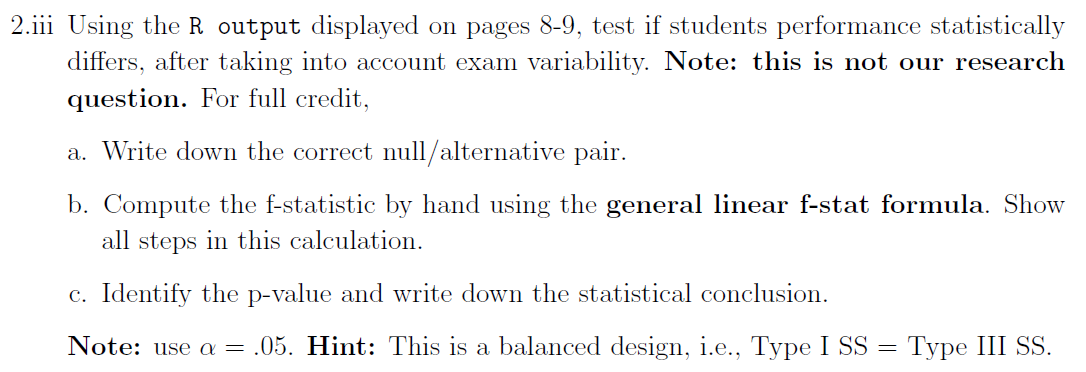 2.iii Using the R output displayed on pages 8-9, test if students performance statistically
differs, after taking into account exam variability. Note: this is not our research
question. For full credit,
a. Write down the correct null/alternative pair.
b. Compute the f-statistic by hand using the general linear f-stat formula. Show
all steps in this calculation.
c. Identify the p-value and write down the statistical conclusion.
Note: use α = .05. Hint: This is a balanced design, i.e., Type I SS = Type III SS.